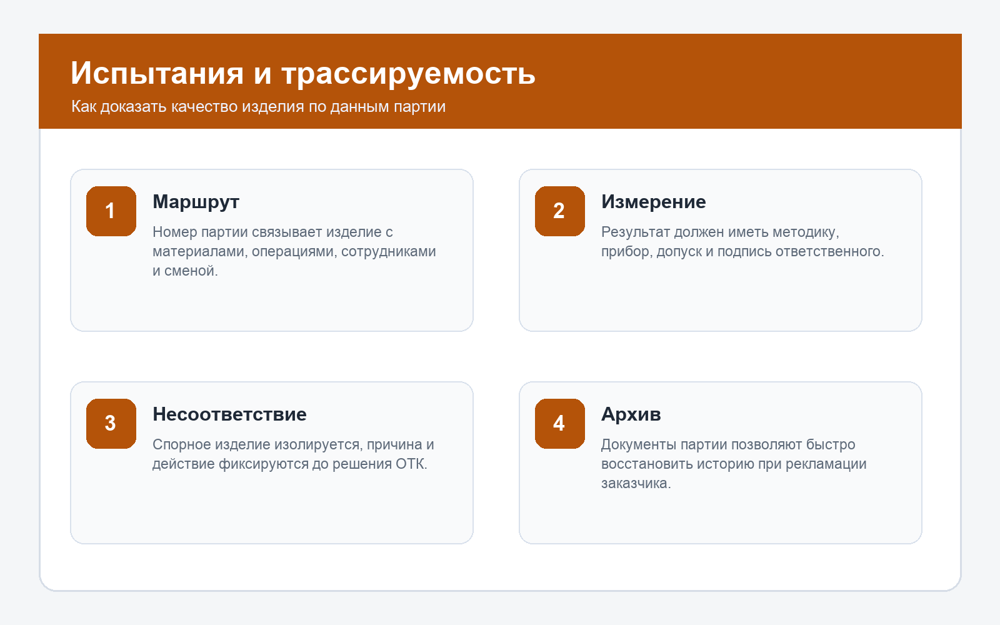 Испытания и трассируемость
Как доказать качество изделия по данным партии
1
Маршрут
Номер партии связывает изделие с
материалами, операциями, сотрудниками
и сменой.
2
Измерение
Результат должен иметь методику,
прибор, допуск и подпись ответственного.
3
Несоответствие
Спорное изделие изолируется, причина и
действие фиксируются до решения ОТК.
4
Архив
Документы партии позволяют быстро
восстановить историю при рекламации
заказчика.